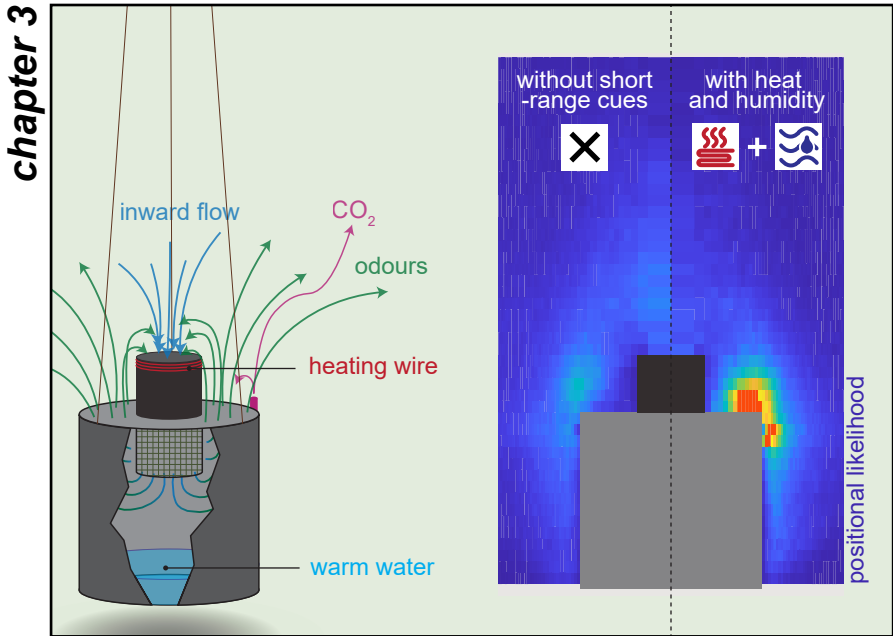 chapter 3
without short
-range cues
with heat
and humidity
+
inward flow
CO₂
odours
heating wire
warm water
positional likelihood